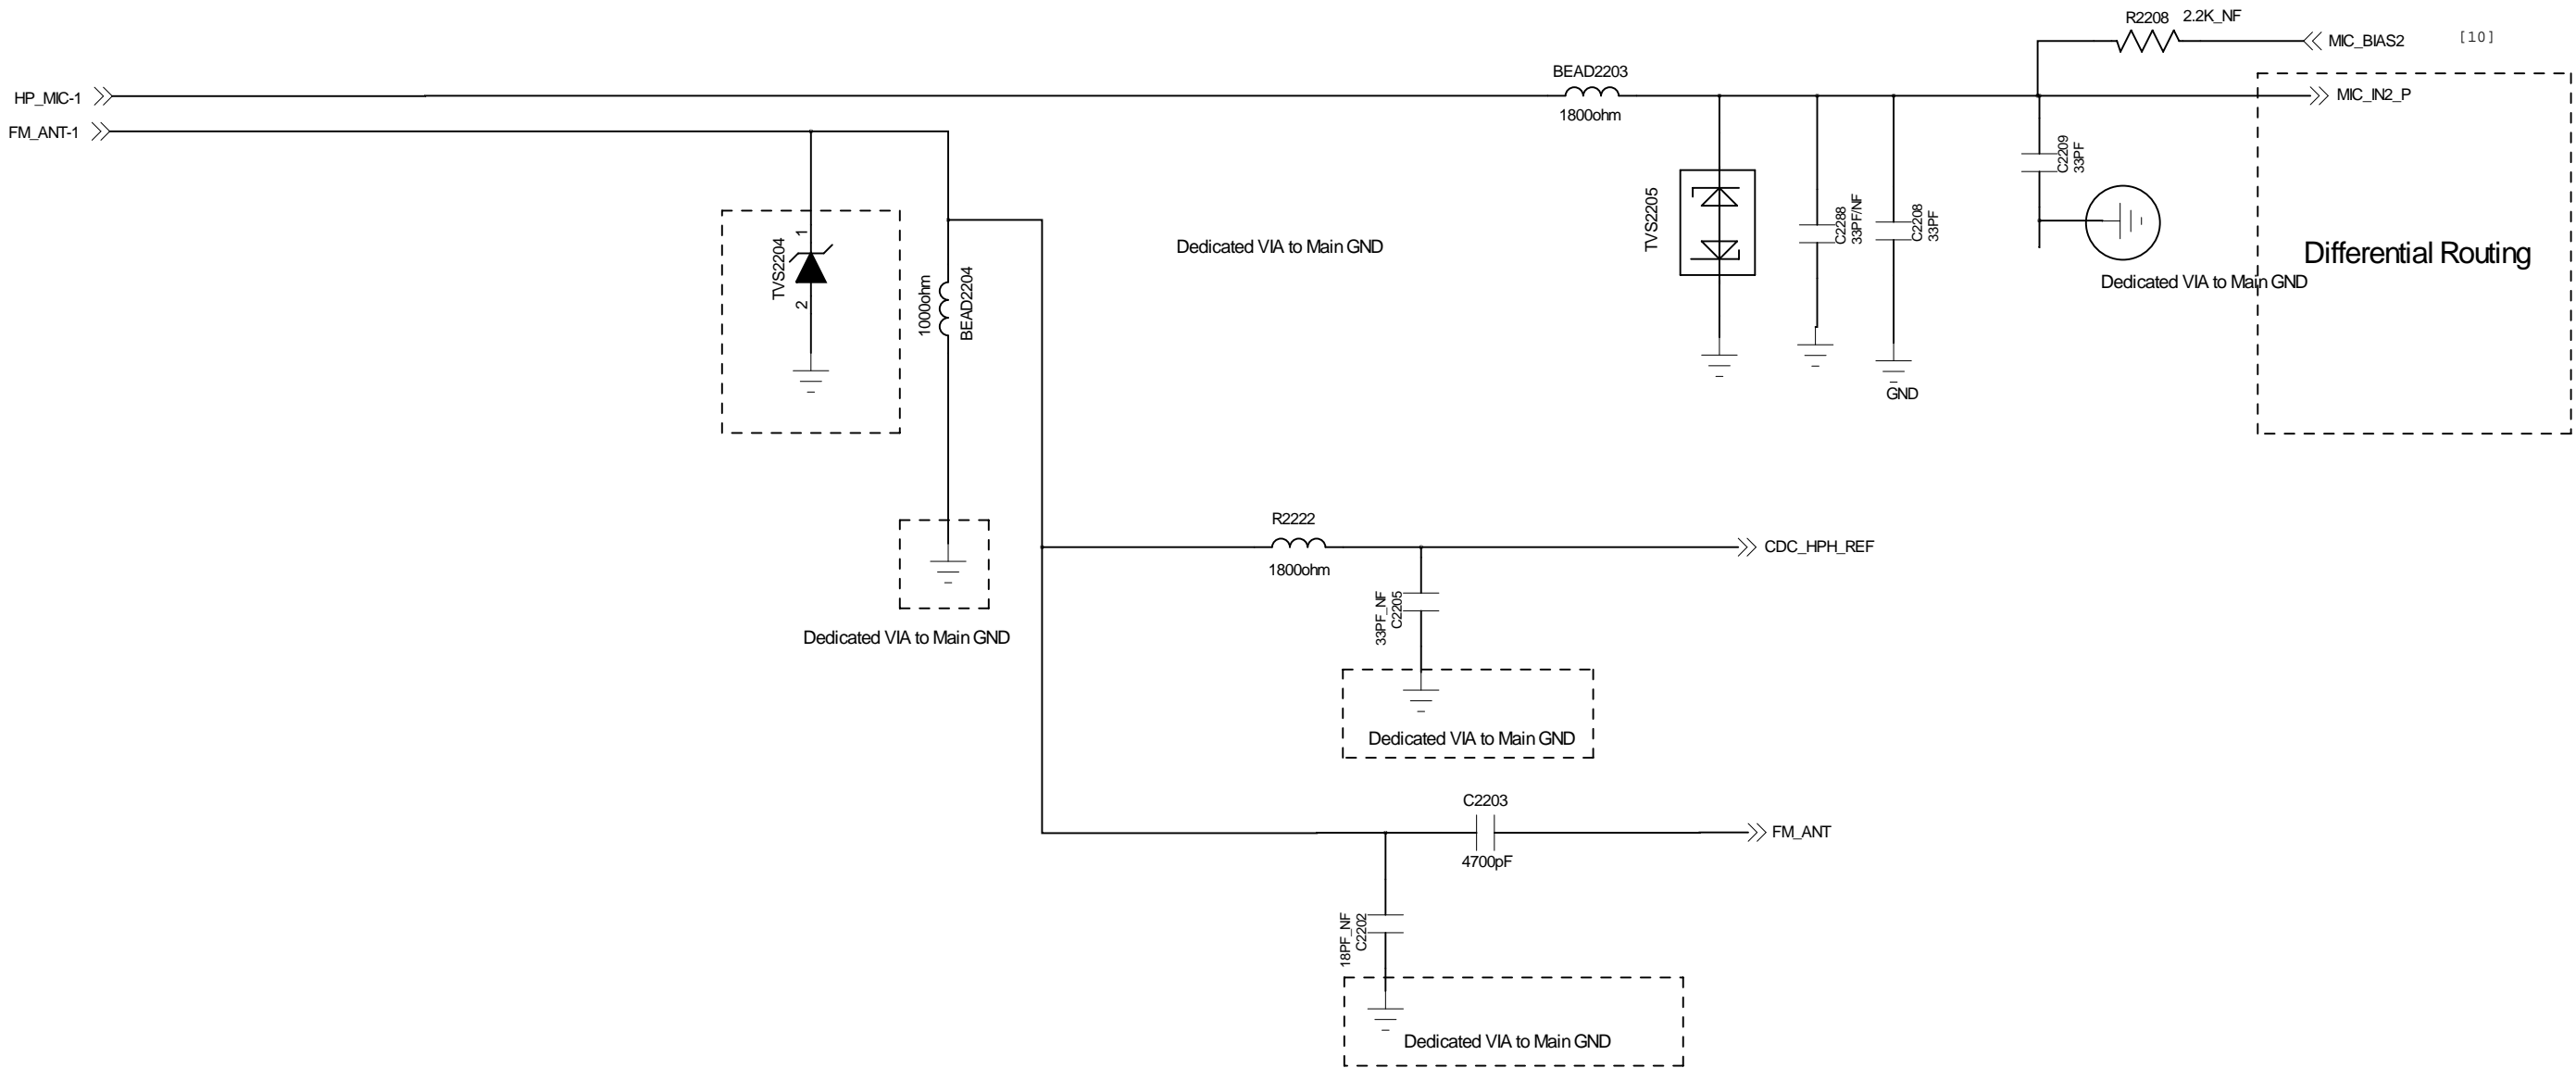 R2208 2.2K_NF
MIC_BIAS2 [10]
BEAD2203
HP_MIC-1
MIC_IN2_P
1800ohm
FM_ANT-1
C2209
33PF
TVS2205
C2288
33PF/NF
C2208
33PF
TVS2204
1
2
Dedicated VIA to Main GND
Differential Routing
Dedicated VIA to Main GND
1000ohm
BEAD2204
GND
R2222
CDC_HPH_REF
1800ohm
33PF_NF
C2205
Dedicated VIA to Main GND
Dedicated VIA to Main GND
C2203
FM_ANT
4700pF
18PF_NF
C2202
Dedicated VIA to Main GND